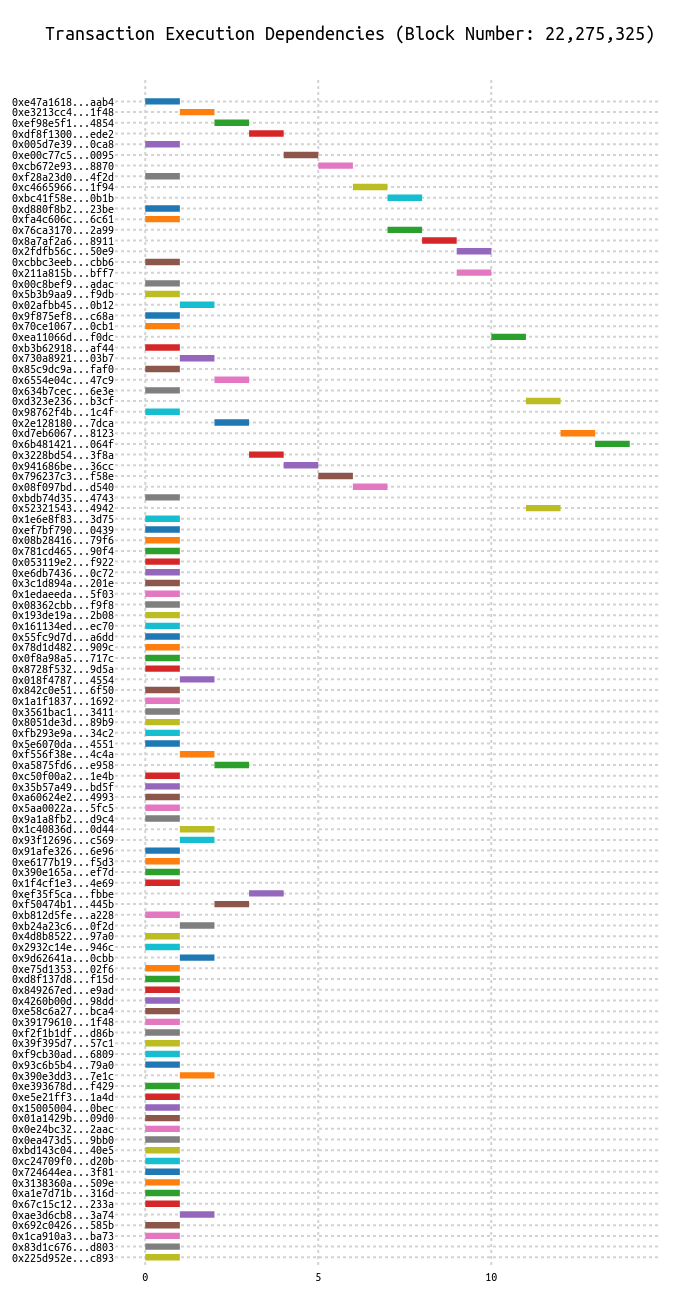 Transaction Execution Dependencies (Block Number: 22,275,325)
0xe47a1618...aab4
0xe3213cc4...1f48
0xef98e5f1...4854
0xdf8f1300...ede2
0x005d7e39...0ca8
0xe00c77c5...0095
0xcb672e93...8870
0xf28a23d0...4f2d
0xc4665966...1f94
0xbc41f58e...0b1b
0xd880f8b2...23be
0xfa4c606c...6c61
0x76ca3170...2a99
0x8a7af2a6...8911
0x2fdfb56c...50e9
0xcbbc3eeb...cbb6
0x211a815b...bff7
0x00c8bef9...adac
0x5b3b9aa9...f9db
0x02afbb45...0b12
0x9f875ef8...c68a
0x70ce1067...0cb1
0xea11066d...f0dc
0xb3b62918...af44
0x730a8921...03b7
0x85c9dc9a...faf0
0x6554e04c...47c9
0x634b7cec...6e3e
0xd323e236...b3cf
0x98762f4b...1c4f
0x2e128180...7dca
0xd7eb6067...8123
0x6b481421...064f
0x3228bd54...3f8a
0x941686be...36cc
0x796237c3...f58e
0x08f097bd...d540
0xbdb74d35...4743
0x52321543...4942
0x1e6e8f83...3d75
0xef7bf790...0439
0x08b28416...79f6
0x781cd465...90f4
0x053119e2...f922
0xe6db7436...0c72
0x3c1d894a...201e
0x1edaeeda...5f03
0x08362cbb...f9f8
0x193de19a...2b08
0x161134ed...ec70
0x55fc9d7d...a6dd
0x78d1d482...909c
0x0f8a98a5...717c
0x8728f532...9d5a
0x018f4787...4554
0x842c0e51...6f50
0x1a1f1837...1692
0x3561bac1...3411
0x8051de3d...89b9
0xfb293e9a...34c2
0x5e6070da...4551
0xf556f38e...4c4a
0xa5875fd6...e958
0xc50f00a2...1e4b
0x35b57a49...bd5f
0xa60624e2...4993
0x5aa0022a...5fc5
0x9a1a8fb2...d9c4
0x1c40836d...0d44
0x93f12696...c569
0x91afe326...6e96
0xe6177b19...f5d3
0x390e165a...ef7d
0x1f4cf1e3...4e69
0xef35f5ca...fbbe
0xf50474b1...445b
0xb812d5fe...a228
0xb24a23c6...0f2d
0x4d8b8522...97a0
0x2932c14e...946c
0x9d62641a...0cbb
0xe75d1353...02f6
0xd8f137d8...f15d
0x849267ed...e9ad
0x4260b00d...98dd
0xe58c6a27...bca4
0x39179610...1f48
0xf2f1b1df...d86b
0x39f395d7...57c1
0xf9cb30ad...6809
0x93c6b5b4...79a0
0x390e3dd3...7e1c
0xe393678d...f429
0xe5e21ff3...1a4d
0x15005004...0bec
0x01a1429b...09d0
0x0e24bc32...2aac
0x0ea473d5...9bb0
0xbd143c04...40e5
0xc24709f0...d20b
0x724644ea...3f81
0x3138360a...509e
0xa1e7d71b...316d
0x67c15c12...233a
0xae3d6cb8...3a74
0x692c0426...585b
0x1ca910a3...ba73
0x83d1c676...d803
0x225d952e...c893
0 5 10